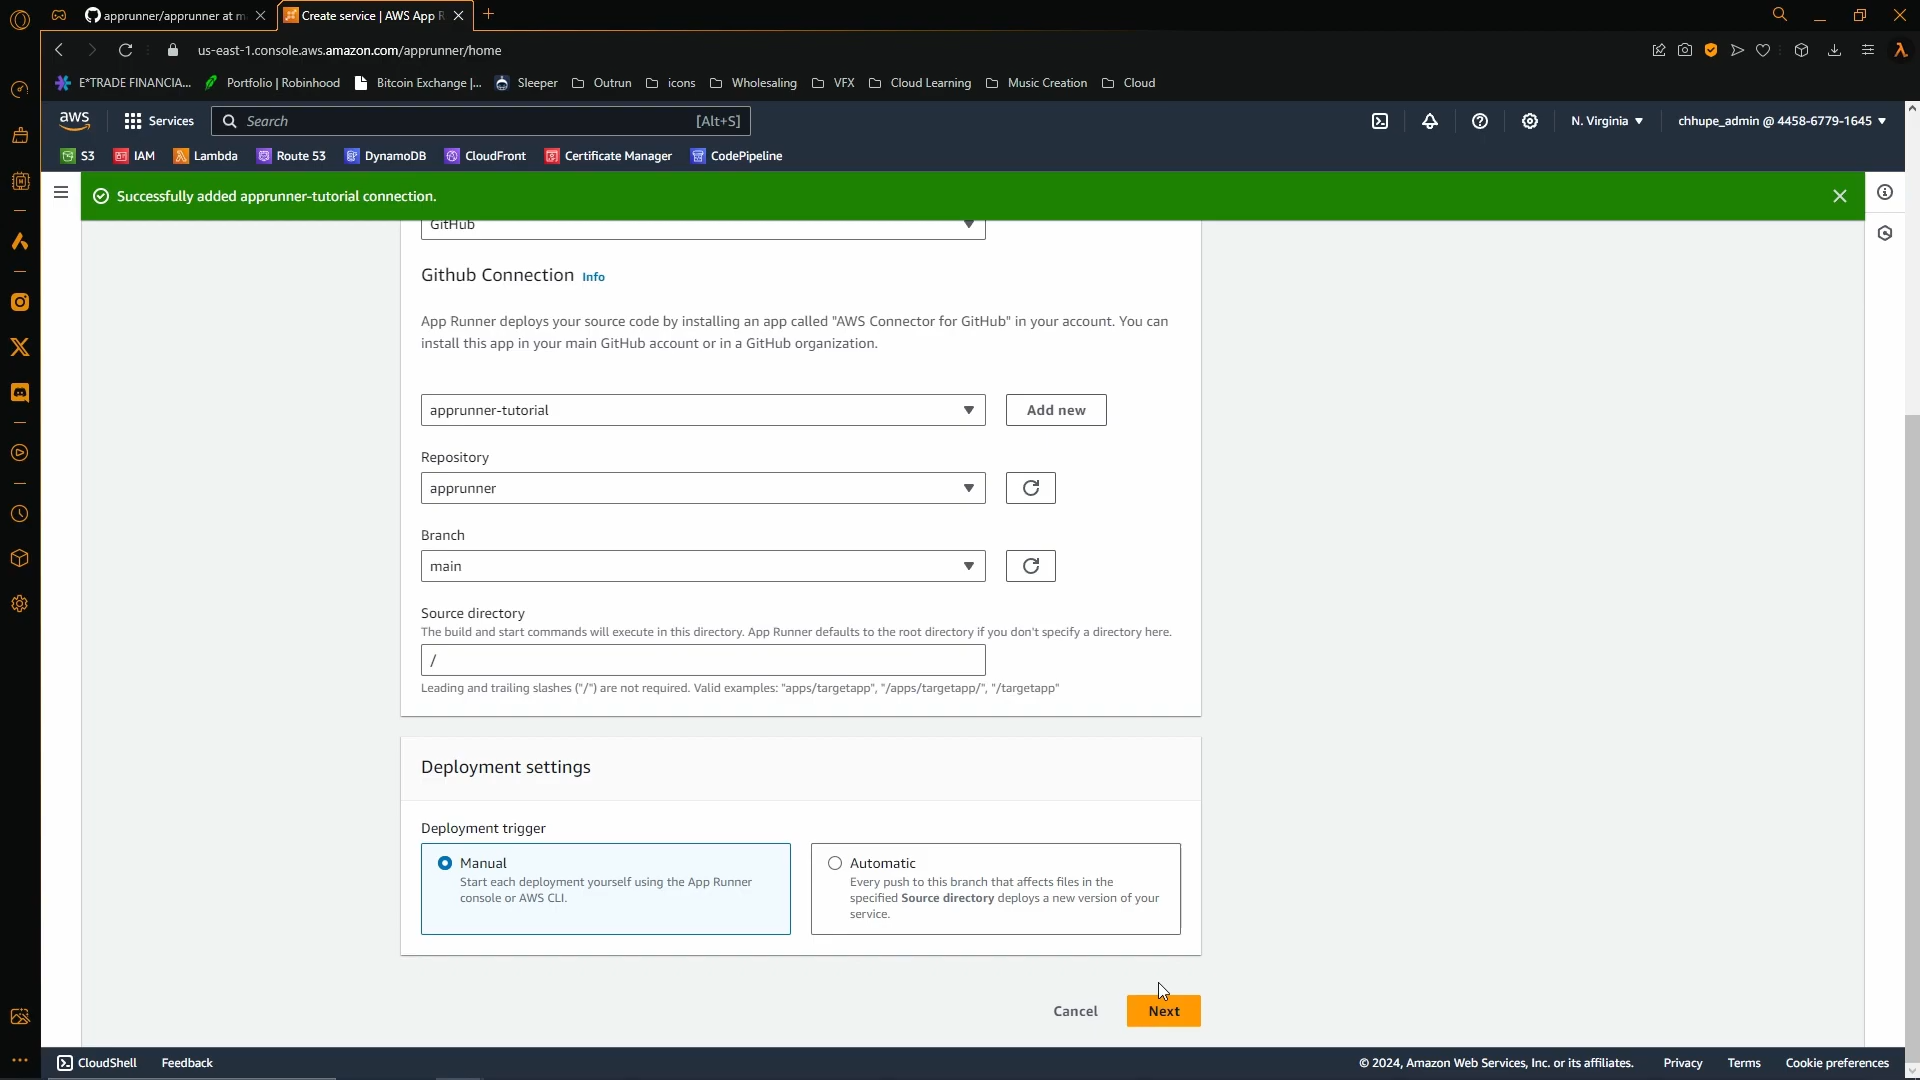 apprunner/apprunner at m
Create service | AWS App R
us-east-1.console.aws.amazon.com/apprunner/home
E*TRADE FINANCIA...
Portfolio | Robinhood
Bitcoin Exchange |...
Sleeper
Outrun
icons
Wholesaling
VFX
Cloud Learning
Music Creation
Cloud
aws
Services
Search
[Alt+S]
N. Virginia
chhupe_admin @ 4458-6779-1645
S3
IAM
Lambda
Route 53
DynamoDB
CloudFront
Certificate Manager
CodePipeline
Successfully added apprunner-tutorial connection.
GitHub
Github Connection Info
App Runner deploys your source code by installing an app called "AWS Connector for GitHub" in your account. You can
install this app in your main GitHub account or in a GitHub organization.
apprunner-tutorial
Add new
Repository
apprunner
Branch
main
Source directory
The build and start commands will execute in this directory. App Runner defaults to the root directory if you don't specify a directory here.
/
Leading and trailing slashes ("/") are not required. Valid examples: "apps/targetapp", "/apps/targetapp/", "/targetapp"
Deployment settings
Deployment trigger
Manual
Start each deployment yourself using the App Runner
console or AWS CLI.
Automatic
Every push to this branch that affects files in the
specified Source directory deploys a new version of your
service.
Cancel
Next
CloudShell
Feedback
© 2024, Amazon Web Services, Inc. or its affiliates.
Privacy
Terms
Cookie preferences